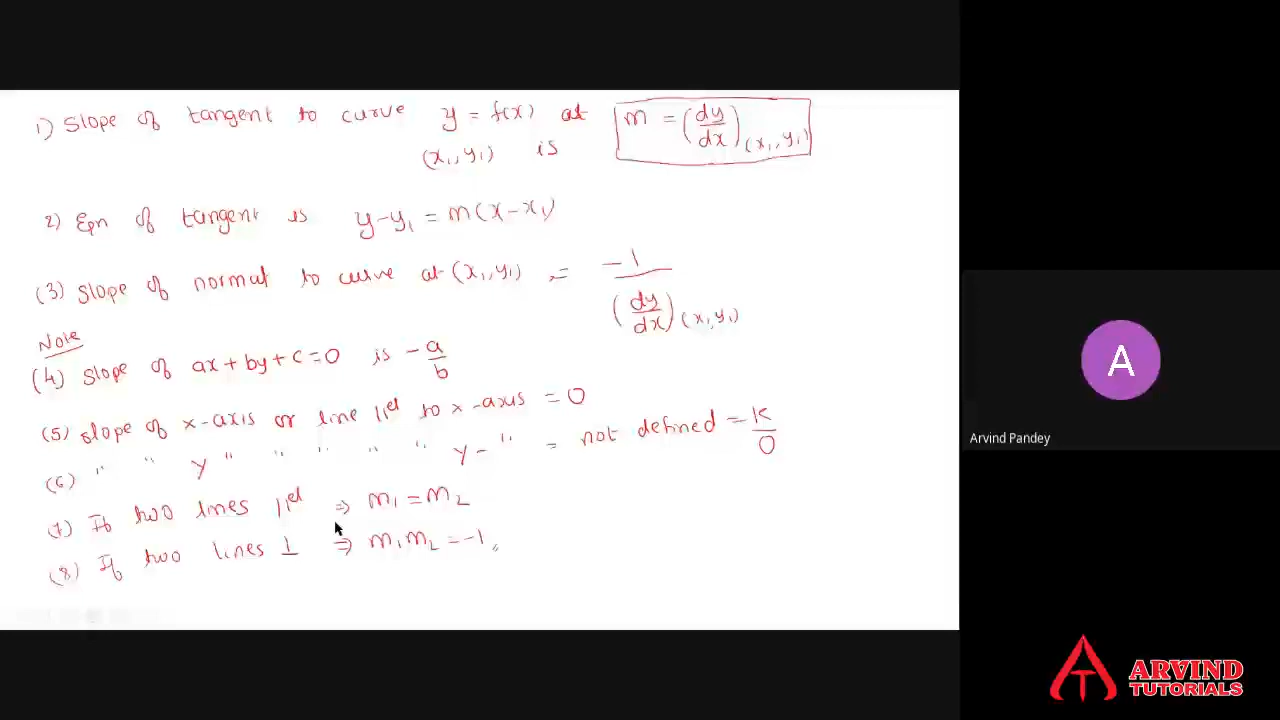 1) Slope of tangent to curve y = f(x) at m = (dy/dx)(x₁, y₁)
(x₁, y₁) is
2) Eqn of tangent is y-y₁ = m(x-x₁)
(3) Slope of normal to curve at (x₁, y₁) = -1/(dy/dx)(x₁, y₁)
Note
(4) Slope of ax + by + c = 0 is -a/b
(5) Slope of x-axis or line ||el to x-axis = 0
(6) " " y " " " " " y- " = not defined = K/0
(7) If two lines ||el ⇒ m₁ = m₂
(8) If two lines ⊥ ⇒ m₁m₂ = -1
A
Arvind Pandey
ARVIND
TUTORIALS